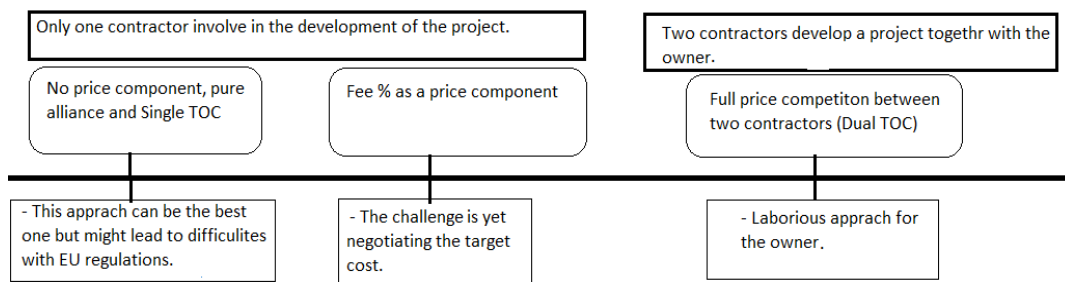 Only one contractor involve in the development of the project.
Two contractors develop a project togethr with the
owner.
No price component, pure
alliance and Single TOC
Fee % as a price component
Full price competiton between
two contractors (Dual TOC)
- This apprach can be the best
one but might lead to difficulites
with EU regulations.
- The challenge is yet
negotiating the target
cost.
- Laborious apprach for
the owner.